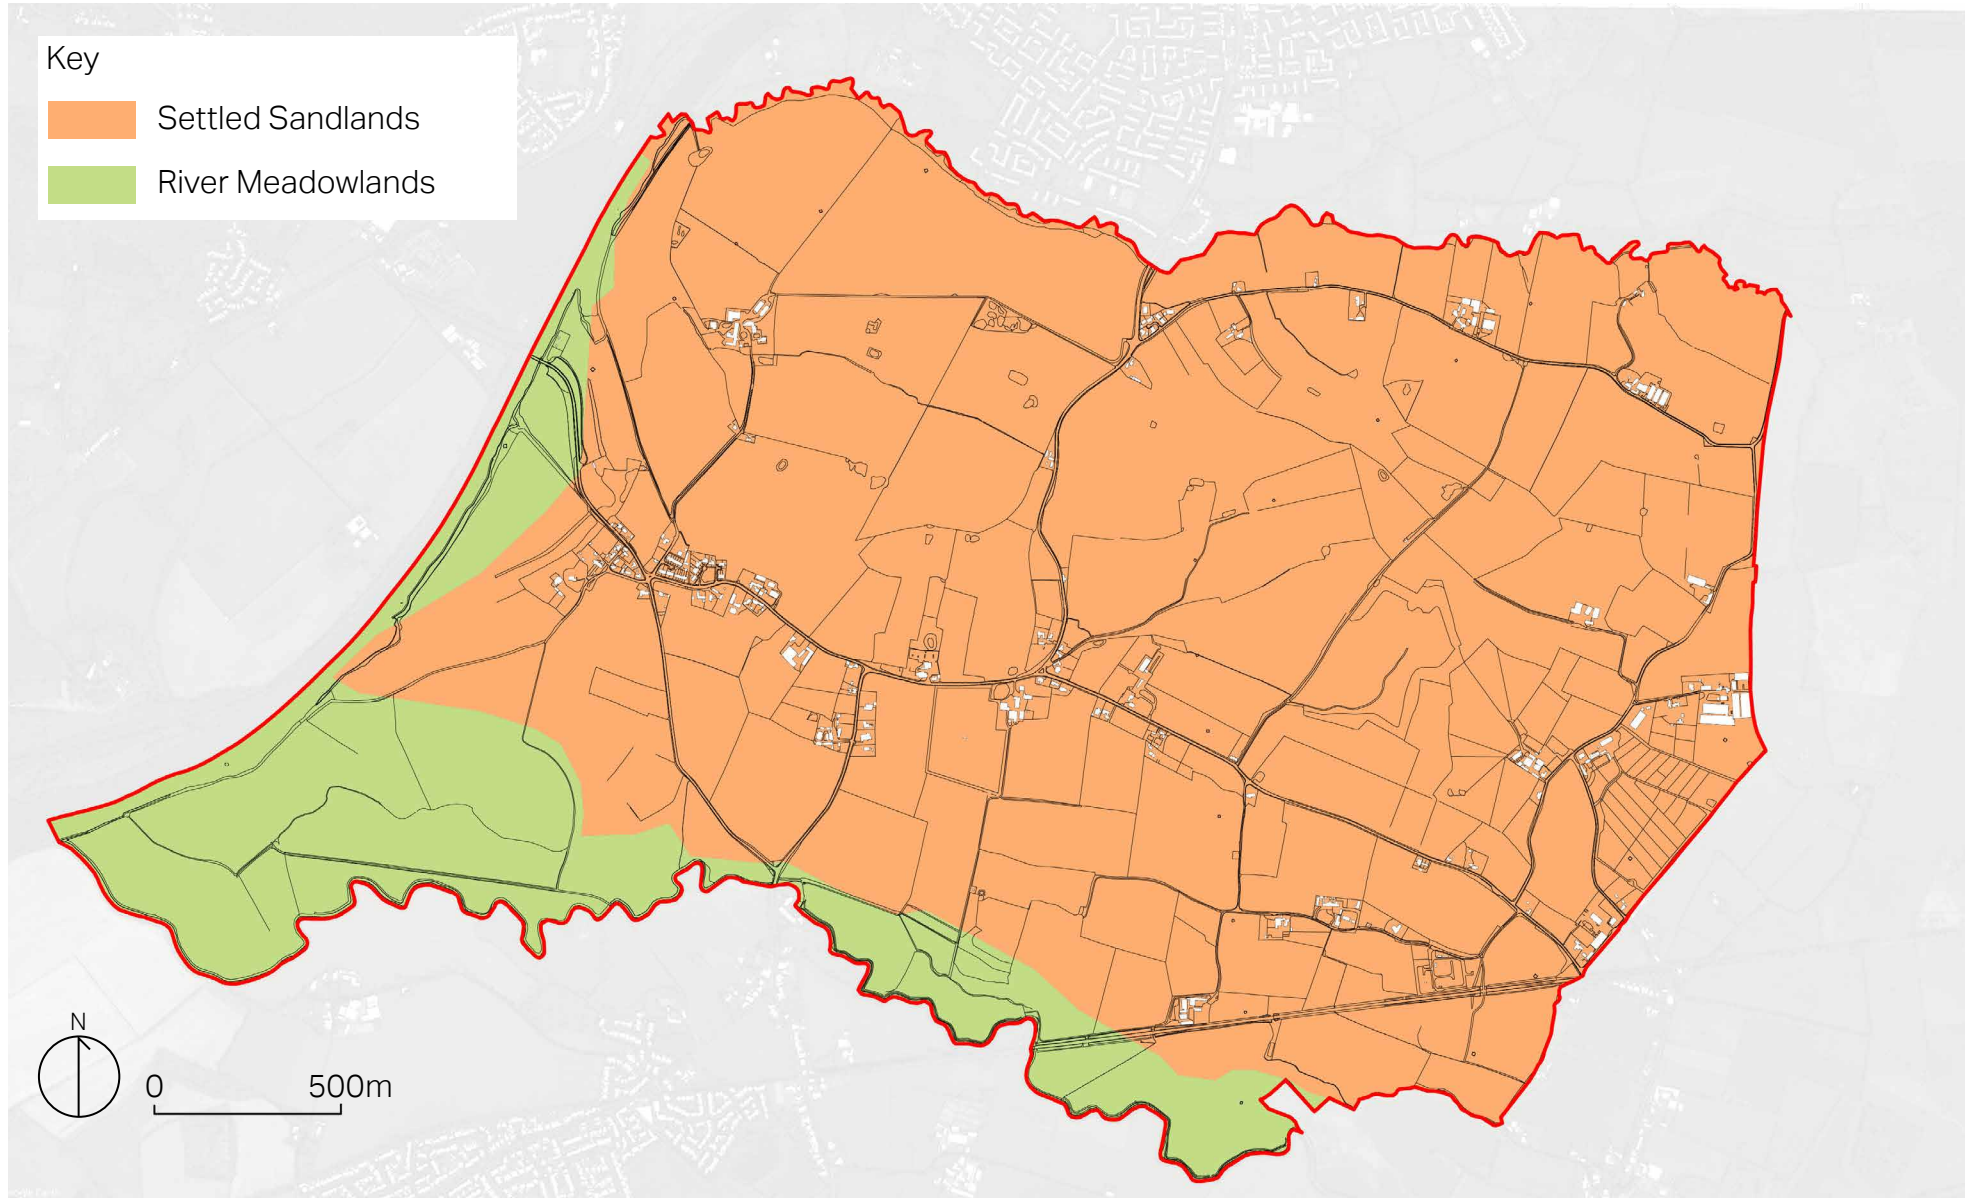 Key
Settled Sandlands
River Meadowlands
N
0 500m